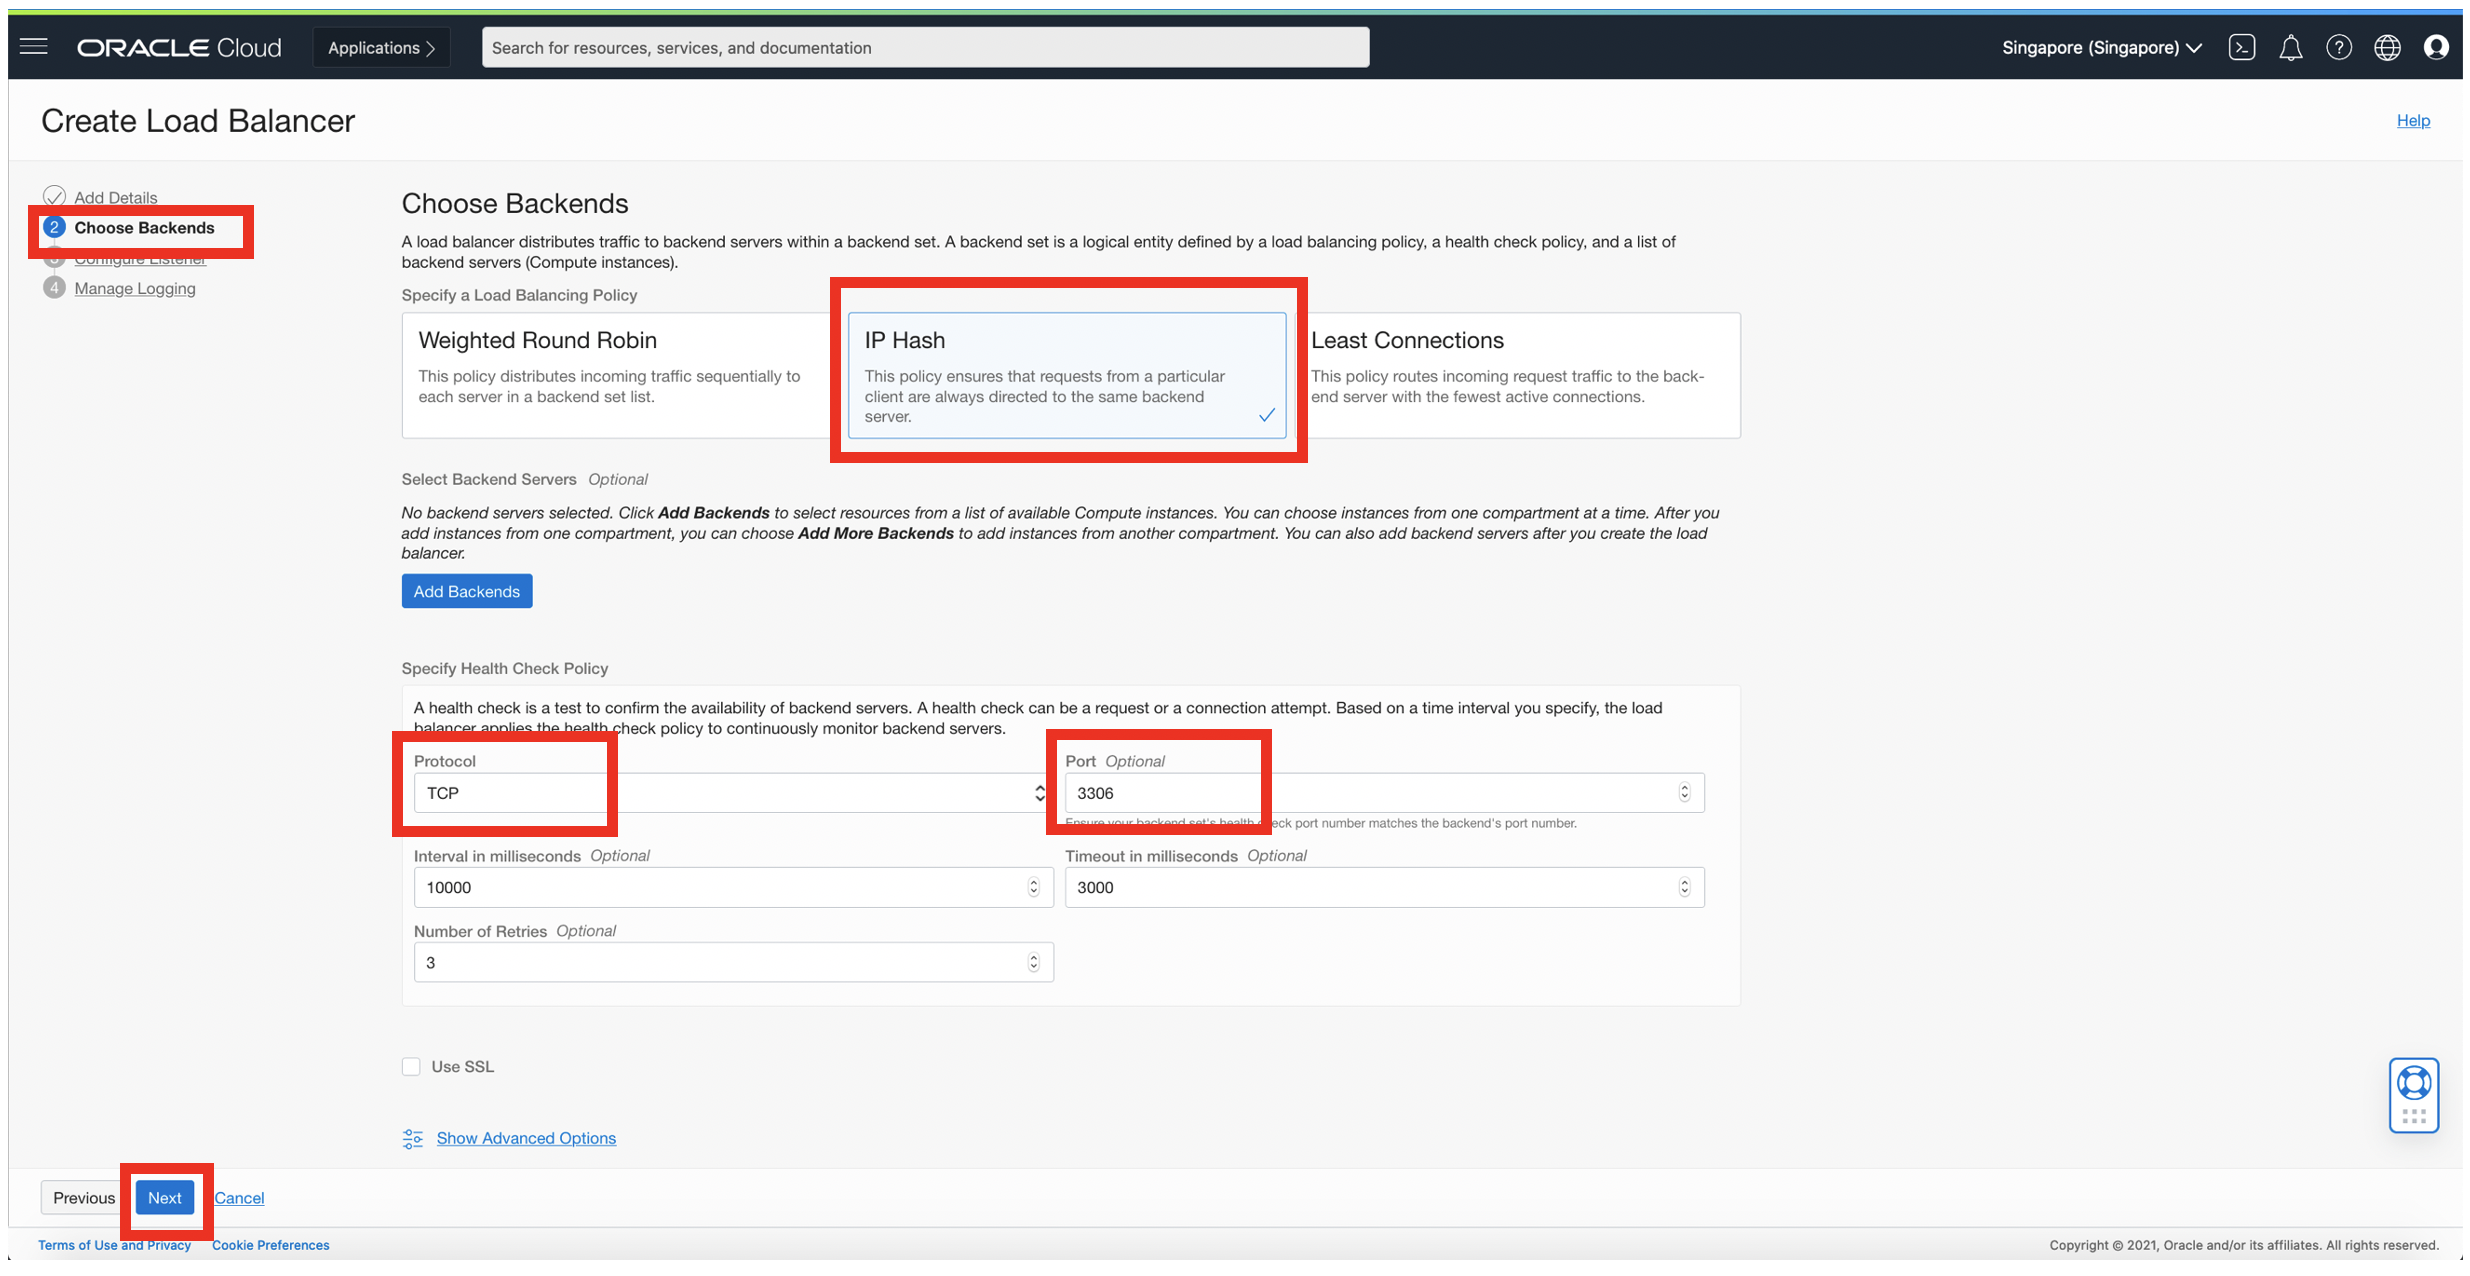 ORACLE Cloud
Applications
Search for resources, services, and documentation
Singapore (Singapore)
Create Load Balancer
Help
Add Details
2 Choose Backends
Configure Listener
4 Manage Logging
Choose Backends
A load balancer distributes traffic to backend servers within a backend set. A backend set is a logical entity defined by a load balancing policy, a health check policy, and a list of
backend servers (Compute instances).
Specify a Load Balancing Policy
Weighted Round Robin
This policy distributes incoming traffic sequentially to
each server in a backend set list.
IP Hash
This policy ensures that requests from a particular
client are always directed to the same backend
server.
Least Connections
This policy routes incoming request traffic to the back-
end server with the fewest active connections.
Select Backend Servers Optional
No backend servers selected. Click Add Backends to select resources from a list of available Compute instances. You can choose instances from one compartment at a time. After you
add instances from one compartment, you can choose Add More Backends to add instances from another compartment. You can also add backend servers after you create the load
balancer.
Add Backends
Specify Health Check Policy
A health check is a test to confirm the availability of backend servers. A health check can be a request or a connection attempt. Based on a time interval you specify, the load
balancer applies the health check policy to continuously monitor backend servers.
Protocol
TCP
Port Optional
3306
Ensure your backend set's health check port number matches the backend's port number.
Interval in milliseconds Optional
10000
Timeout in milliseconds Optional
3000
Number of Retries Optional
3
Use SSL
Show Advanced Options
Previous
Next
Cancel
Terms of Use and Privacy
Cookie Preferences
Copyright © 2021, Oracle and/or its affiliates. All rights reserved.